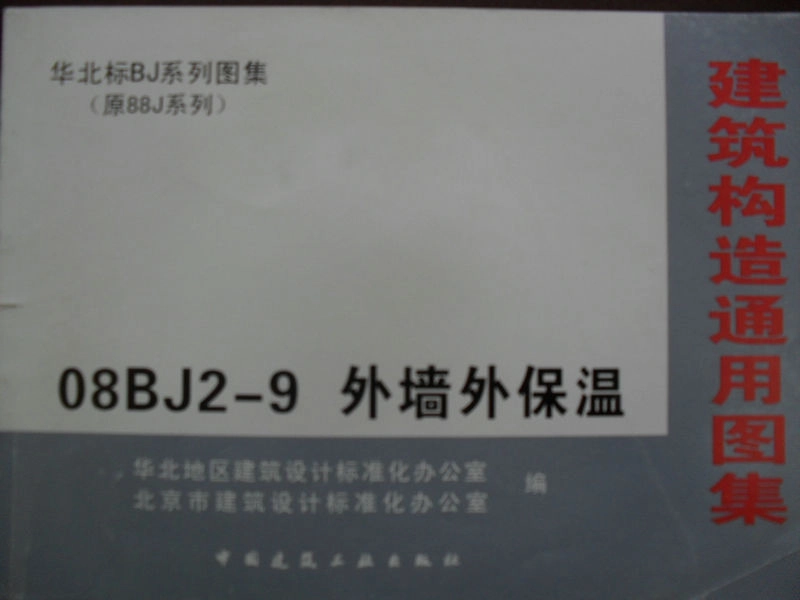 华北标BJ系列图集
（原88J系列）
建筑构造通用图集
08BJ2-9 外墙外保温
华北地区建筑设计标准化办公室
北京市建筑设计标准化办公室
编
中国建筑工业出版社